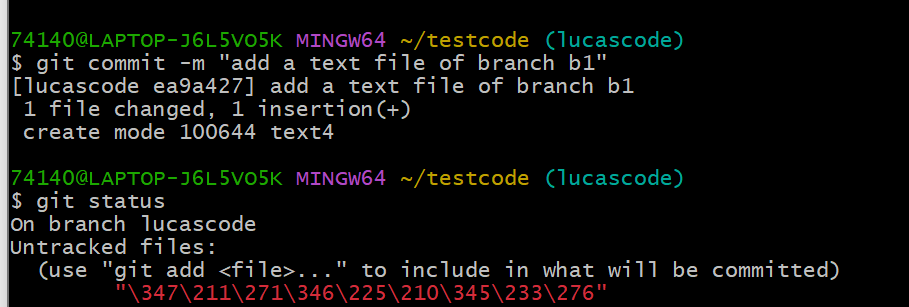 74140@LAPTOP-J6L5VO5K MINGW64 ~/testcode (lucascode)
$ git commit -m "add a text file of branch b1"
[lucascode ea9a427] add a text file of branch b1
 1 file changed, 1 insertion(+)
 create mode 100644 text4

74140@LAPTOP-J6L5VO5K MINGW64 ~/testcode (lucascode)
$ git status
On branch lucascode
Untracked files:
  (use "git add <file>..." to include in what will be committed)
        "\347\211\271\346\225\210\345\233\276"